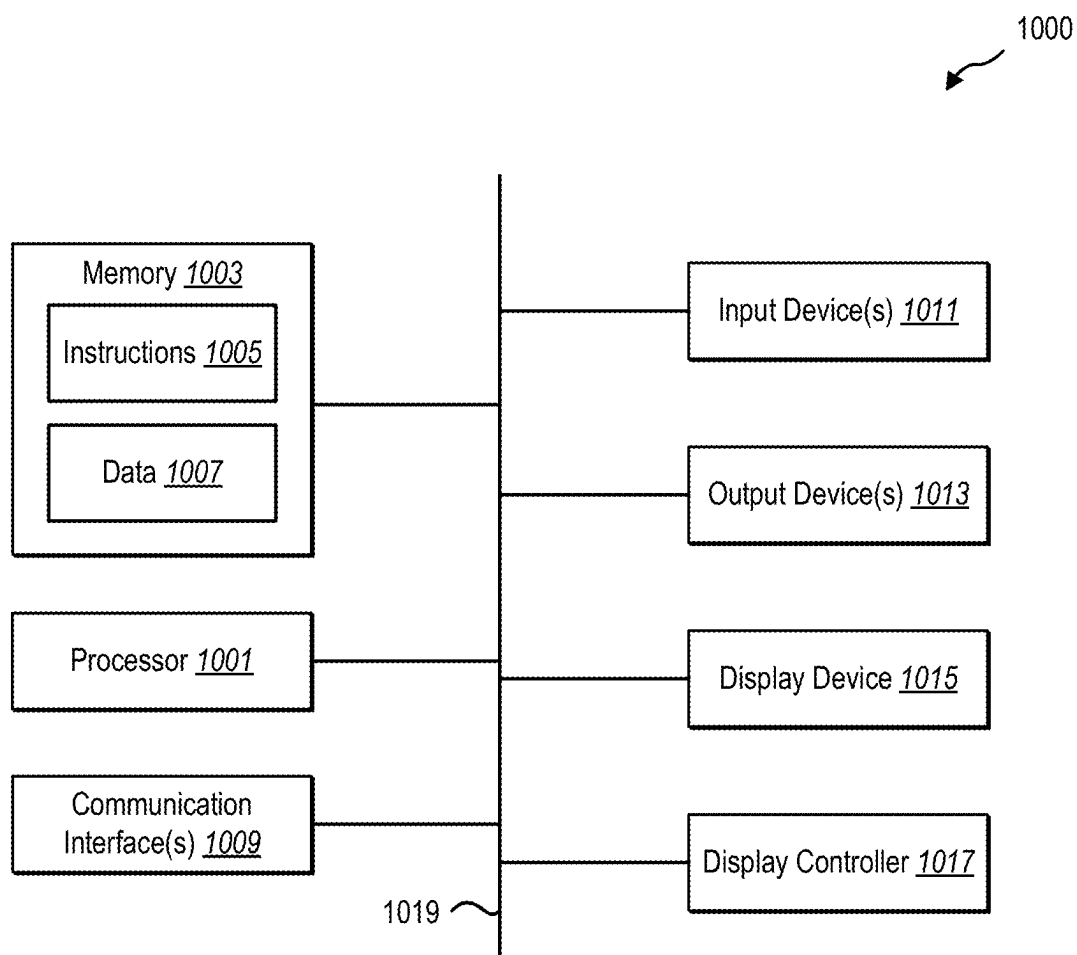 1000
Memory 1003
Instructions 1005
Data 1007
Processor 1001
Communication
Interface(s) 1009
Input Device(s) 1011
Output Device(s) 1013
Display Device 1015
Display Controller 1017
1019